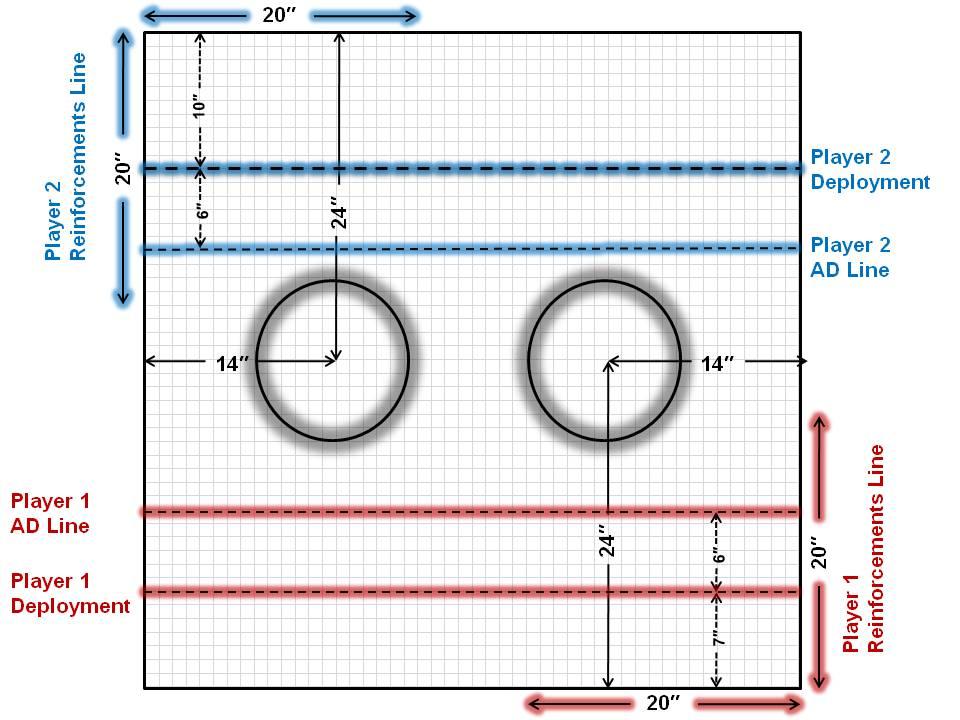 20″
Player 2
Reinforcements Line
20″
10″
6″
24″
Player 2
Deployment
Player 2
AD Line
14″
14″
Player 1
AD Line
Player 1
Deployment
24″
6″
7″
20″
Player 1
Reinforcements Line
20″